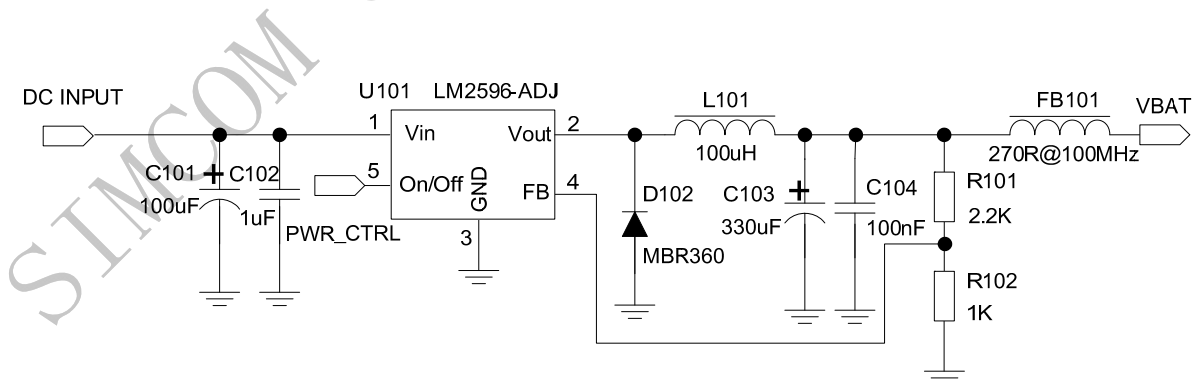 SIMCOM
DC INPUT
U101
LM2596-ADJ
L101
FB101
VBAT
1
Vin
Vout
2
100uH
270R@100MHz
C101
+
C102
100uF
1uF
5
On/Off
GND
FB
4
PWR_CTRL
3
D102
MBR360
C103
+
330uF
C104
100nF
R101
2.2K
R102
1K